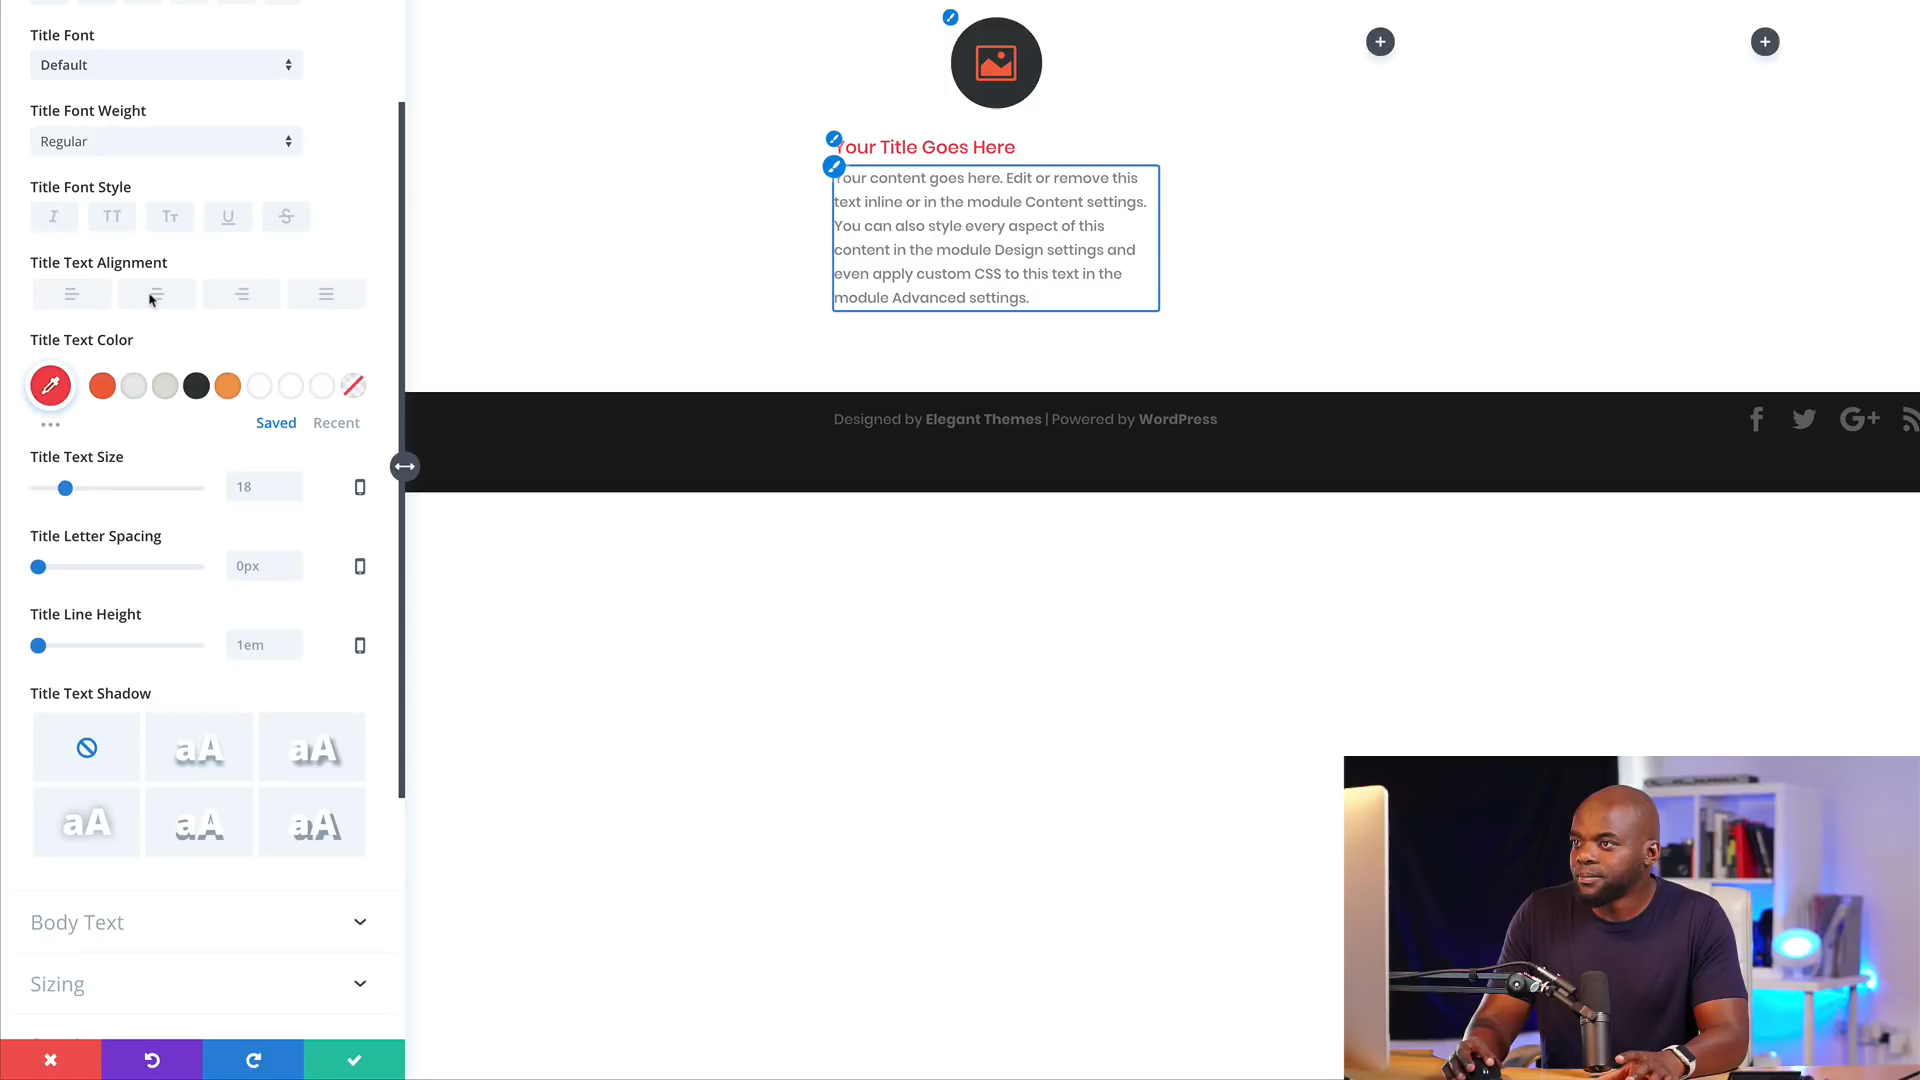 Title Font
Default
Title Font Weight
Regular
Title Font Style
I
TT
Tт
U
S
Title Text Alignment
Title Text Color
Saved
Recent
Title Text Size
18
Title Letter Spacing
0px
Title Line Height
1em
Title Text Shadow
aA
aA
aA
aA
aA
Body Text
Sizing
Your Title Goes Here
Your content goes here. Edit or remove this
text inline or in the module Content settings.
You can also style every aspect of this
content in the module Design settings and
even apply custom CSS to this text in the
module Advanced settings.
Designed by Elegant Themes | Powered by WordPress
G+